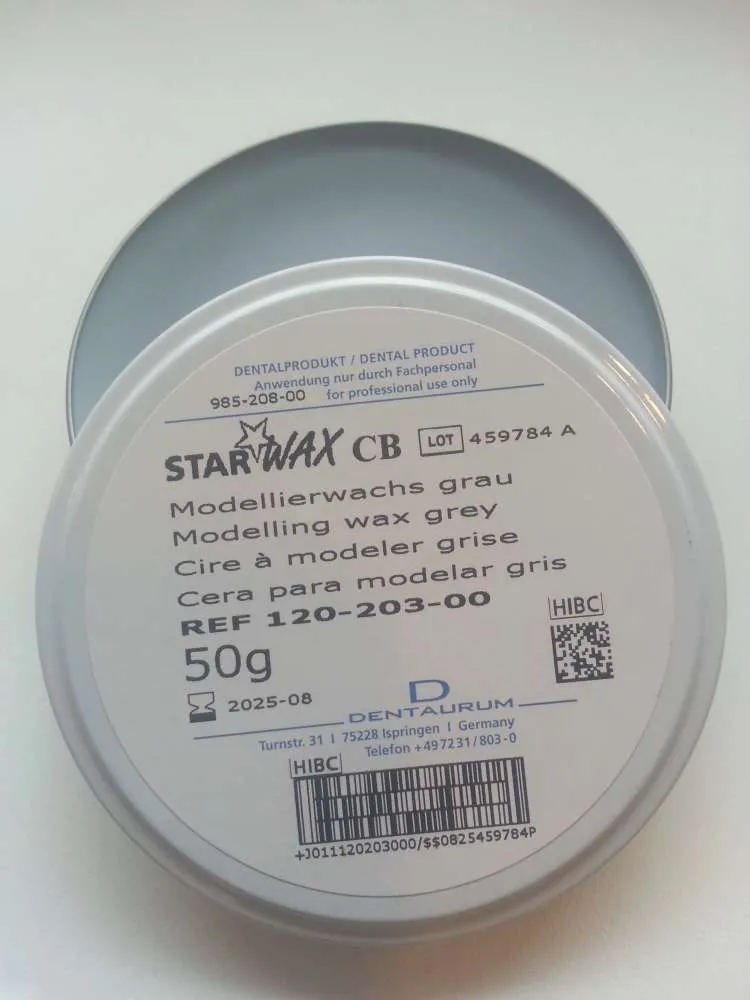 DENTALPRODUKT / DENTAL PRODUCT
Anwendung nur durch Fachpersonal
985-208-00 for professional use only
STAR WAX CB LOT 459784 A
Modellierwachs grau
Modelling wax grey
Cire à modeler grise
Cera para modelar gris
REF 120-203-00
HIBC
50g
2025-08
D
DENTAURUM
Turnstr. 31 I 75228 Ispringen I Germany
Telefon +497231/803-0
HIBC
+J011120203000/$$0825459784P